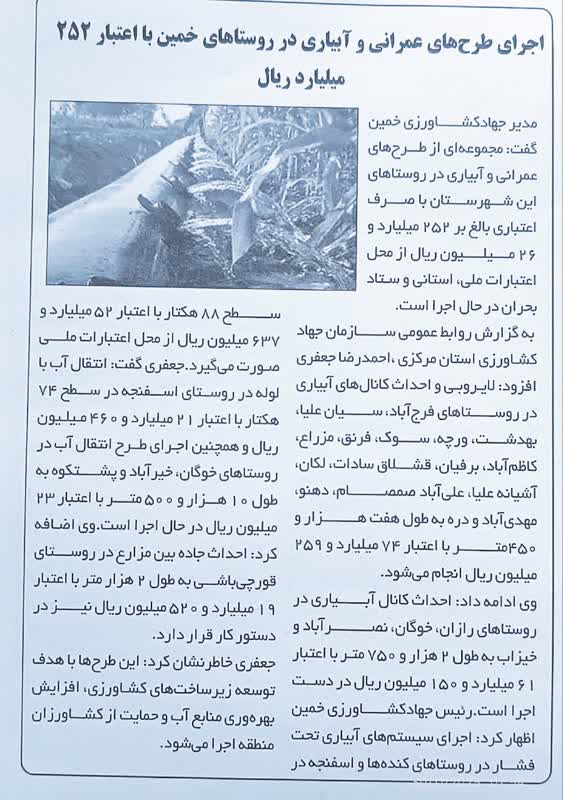 اجرای طرح‌های عمرانی و آبیاری در روستاهای خمین با اعتبار ۲۵۲
میلیارد ریال
مدیر جهادکشاورزی خمین
گفت: مجموعه‌ای از طرح‌های
عمرانی و آبیاری در روستاهای
این شهرستان با صرف
اعتباری بالغ بر ۲۵۲ میلیارد و
۲۶ میلیون ریال از محل
اعتبارات ملی، استانی و ستاد
بحران در حال اجرا است.
به گزارش روابط عمومی سازمان جهاد
کشاورزی استان مرکزی ،احمدرضا جعفری
افزود: لایروبی و احداث کانال‌های آبیاری
در روستاهای فرج‌آباد، سیان علیا،
بهدشت، ورچه، سوک، فرنق، مزراع،
کاظم‌آباد، برفیان، قشلاق سادات، لکان،
آشیانه علیا، علی‌آباد صمصام، دهنو،
مهدی‌آباد و دره به طول هفت هزار و
۴۵۰متر با اعتبار ۷۴ میلیارد و ۲۵۹
میلیون ریال انجام می‌شود.
وی ادامه داد: احداث کانال آبیاری در
روستاهای رازان، خوگان، نصرآباد و
خیزاب به طول ۲ هزار و ۷۵۰ متر با اعتبار
۶۱ میلیارد و ۱۵۰ میلیون ریال در دست
اجرا است.رئیس جهادکشاورزی خمین
اظهار کرد: اجرای سیستم‌های آبیاری تحت
فشار در روستاهای کنده‌ها و اسفنجه در
سطح ۸۸ هکتار با اعتبار ۵۲ میلیارد و
۶۳۷ میلیون ریال از محل اعتبارات ملی
صورت می‌گیرد.جعفری گفت: انتقال آب با
لوله در روستای اسفنجه در سطح ۷۴
هکتار با اعتبار ۲۱ میلیارد و ۴۶۰ میلیون
ریال و همچنین اجرای طرح انتقال آب در
روستاهای خوگان، خیرآباد و پشتکوه به
طول ۱۰ هزار و ۵۰۰ متر با اعتبار ۲۳
میلیون ریال در حال اجرا است.وی اضافه
کرد: احداث جاده بین مزارع در روستای
قورچی‌باشی به طول ۲ هزار متر با اعتبار
۱۹ میلیارد و ۵۲۰ میلیون ریال نیز در
دستور کار قرار دارد.
جعفری خاطرنشان کرد: این طرح‌ها با هدف
توسعه زیرساخت‌های کشاورزی، افزایش
بهره‌وری منابع آب و حمایت از کشاورزان
منطقه اجرا می‌شود.